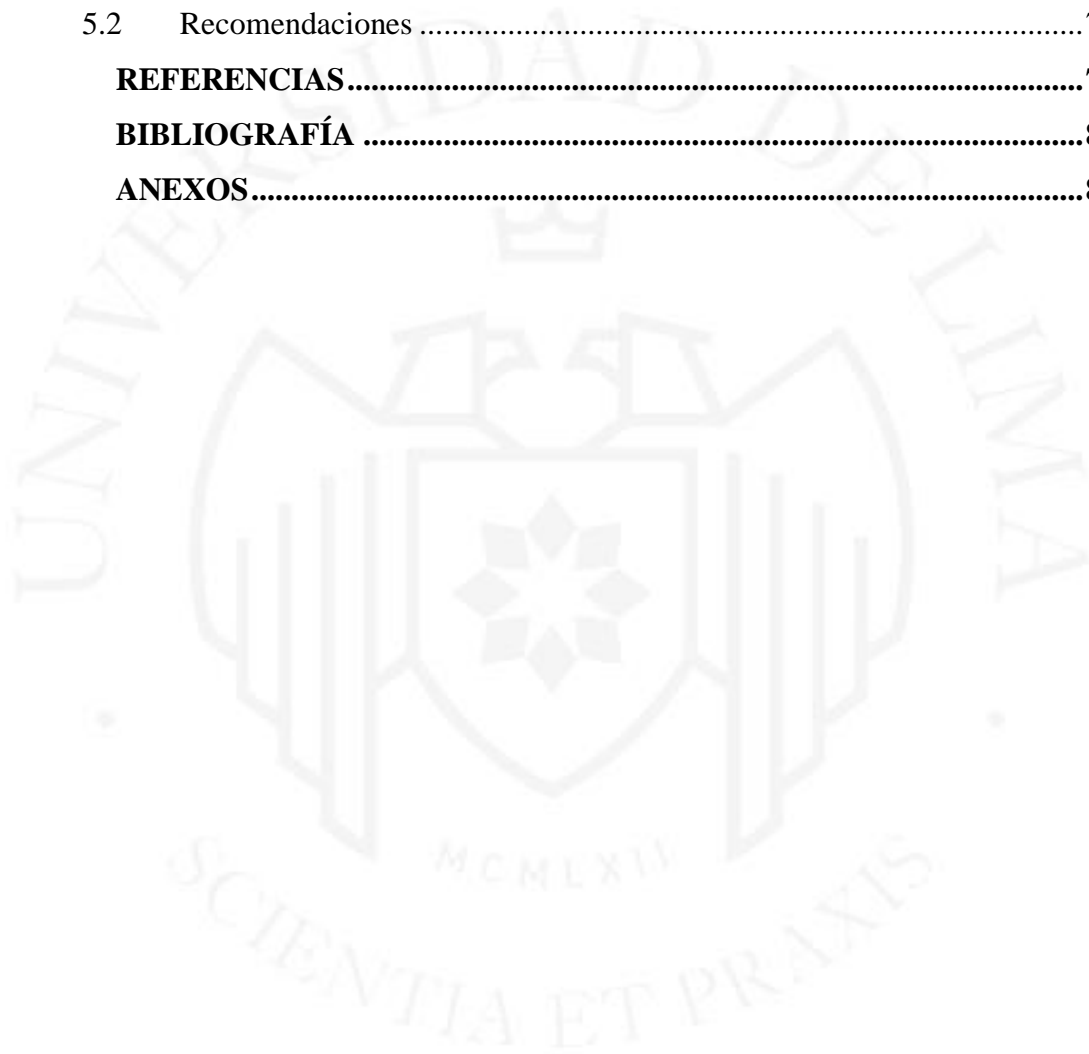 5.2 Recomendaciones ........................................................................................
REFERENCIAS ................................................................................................
BIBLIOGRAFÍA ..............................................................................................
ANEXOS .............................................................................................................
UNIVERSIDAD DE LIMA
MCMLXII
SCIENTIA ET PRAXIS